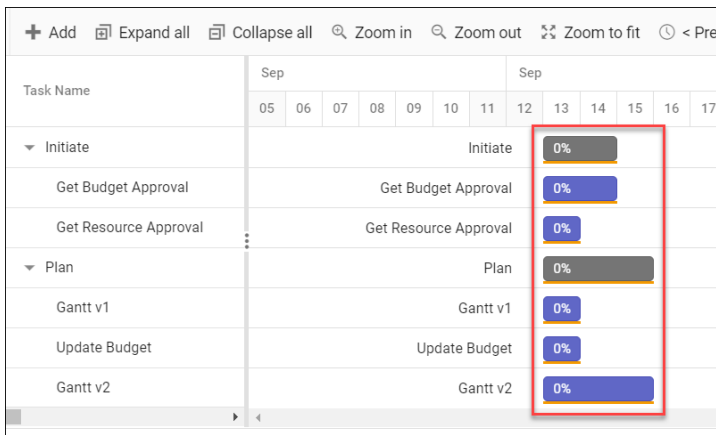 Add Expand all Collapse all Zoom in Zoom out Zoom to fit < Pre
Task Name
Sep Sep
05 06 07 08 09 10 11 12 13 14 15 16 17
Initiate Initiate 0%
Get Budget Approval Get Budget Approval 0%
Get Resource Approval Get Resource Approval 0%
Plan Plan 0%
Gantt v1 Gantt v1 0%
Update Budget Update Budget 0%
Gantt v2 Gantt v2 0%